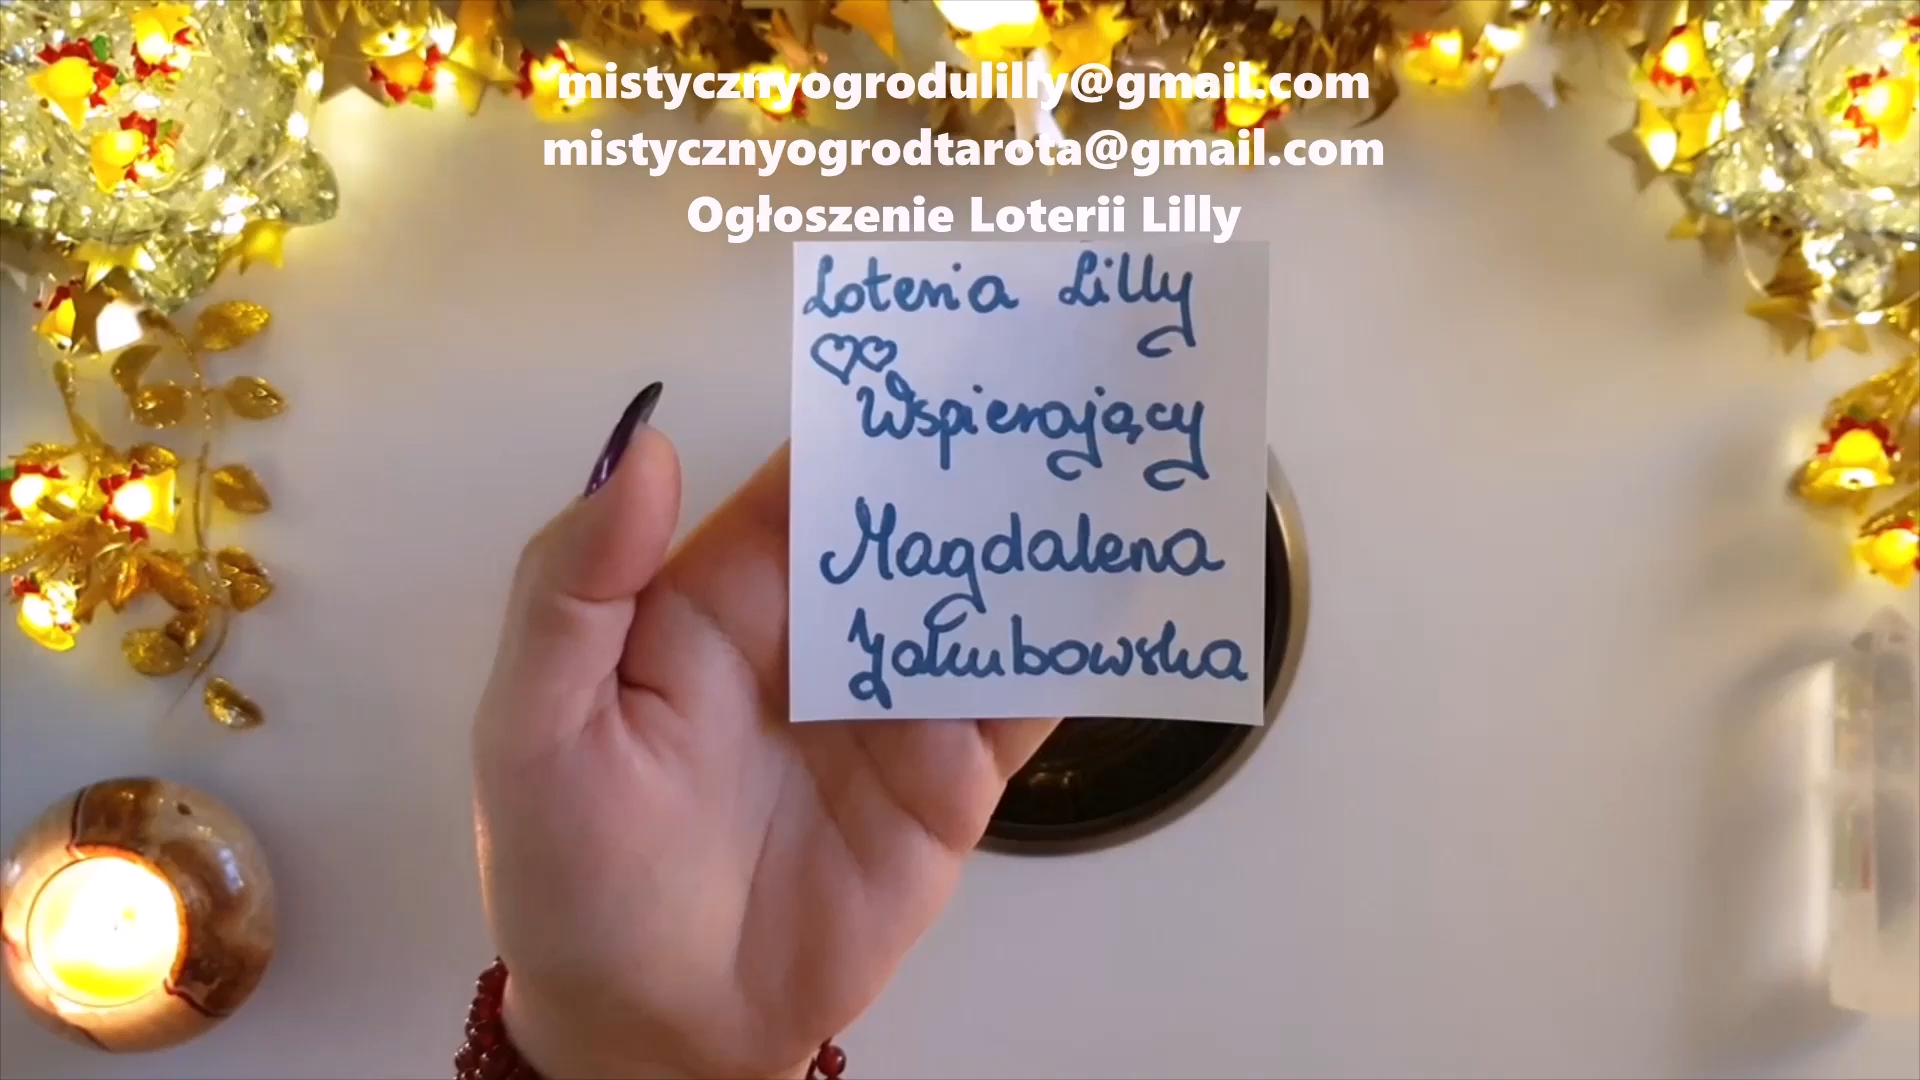 mistycznyogrodulilly@gmail.com
mistycznyogrodtarota@gmail.com
Ogłoszenie Loterii Lilly
Loteria Lilly
♡♡
Wspierający
Magdalena
Jakubowska